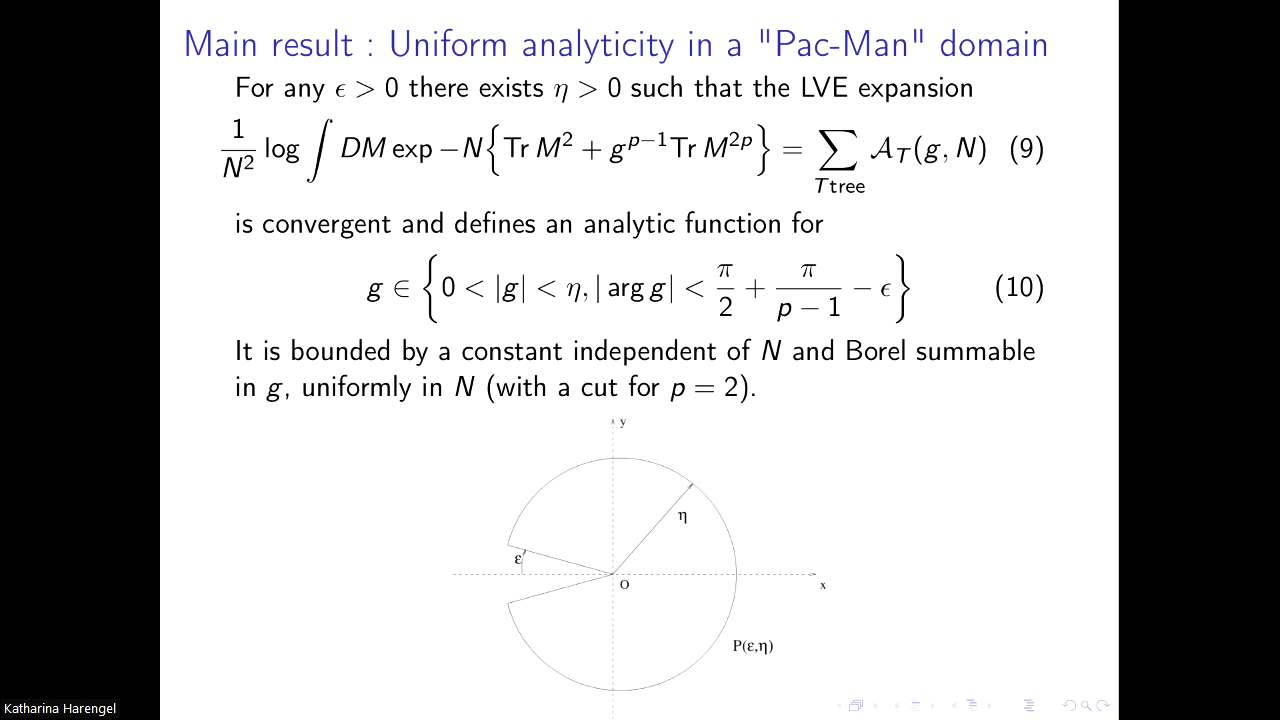 Main result : Uniform analyticity in a "Pac-Man" domain
For any ϵ > 0 there exists η > 0 such that the LVE expansion
1/N² log ∫ DM exp −N{Tr M² + g^{p−1}Tr M^{2p}} = ∑_{T tree} 𝒜_T(g, N) (9)
is convergent and defines an analytic function for
g ∈ {0 < |g| < η, | arg g| < π/2 + π/(p − 1) − ϵ} (10)
It is bounded by a constant independent of N and Borel summable
in g, uniformly in N (with a cut for p = 2).
y
η
ε
O
x
P(ε,η)
Katharina Harengel